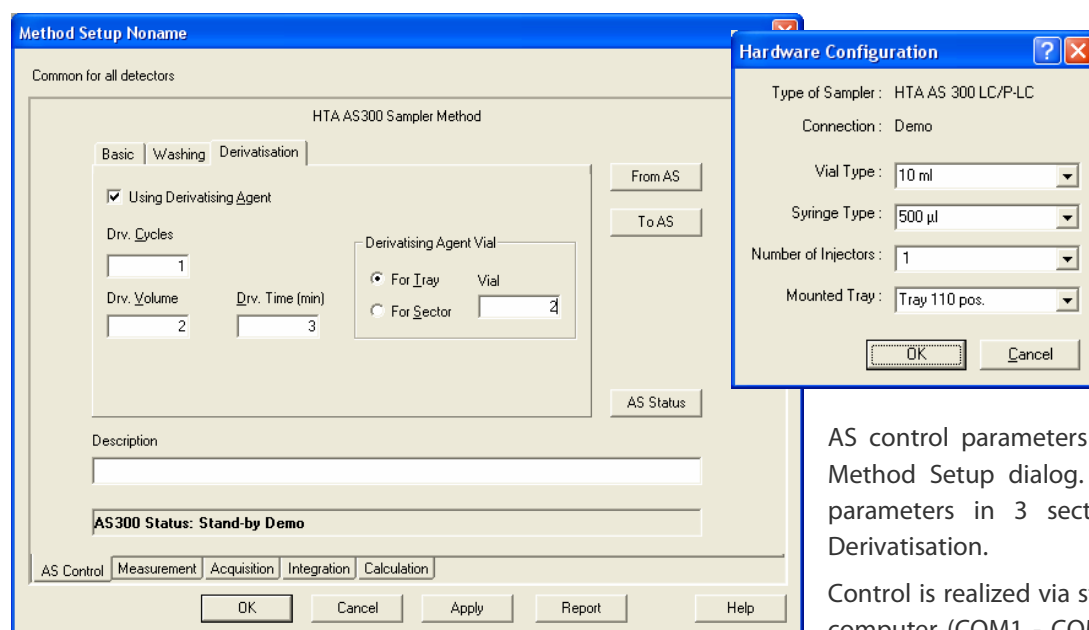 Method Setup Noname
Common for all detectors
HTA AS300 Sampler Method
Basic Washing Derivatisation
Using Derivatising Agent
Drv. Cycles
1
Drv. Volume Drv. Time (min)
2 3
Derivatising Agent Vial
For Tray Vial
For Sector 2
From AS
To AS
AS Status
Description
AS300 Status: Stand-by Demo
AS Control Measurement Acquisition Integration Calculation
OK Cancel Apply Report Help
Hardware Configuration
Type of Sampler : HTA AS 300 LC/P-LC
Connection : Demo
Vial Type : 10 ml
Syringe Type : 500 µl
Number of Injectors : 1
Mounted Tray : Tray 110 pos.
OK Cancel
AS control parameters
Method Setup dialog.
parameters in 3
Derivatisation.
Control is realized via
computer (COM1 -